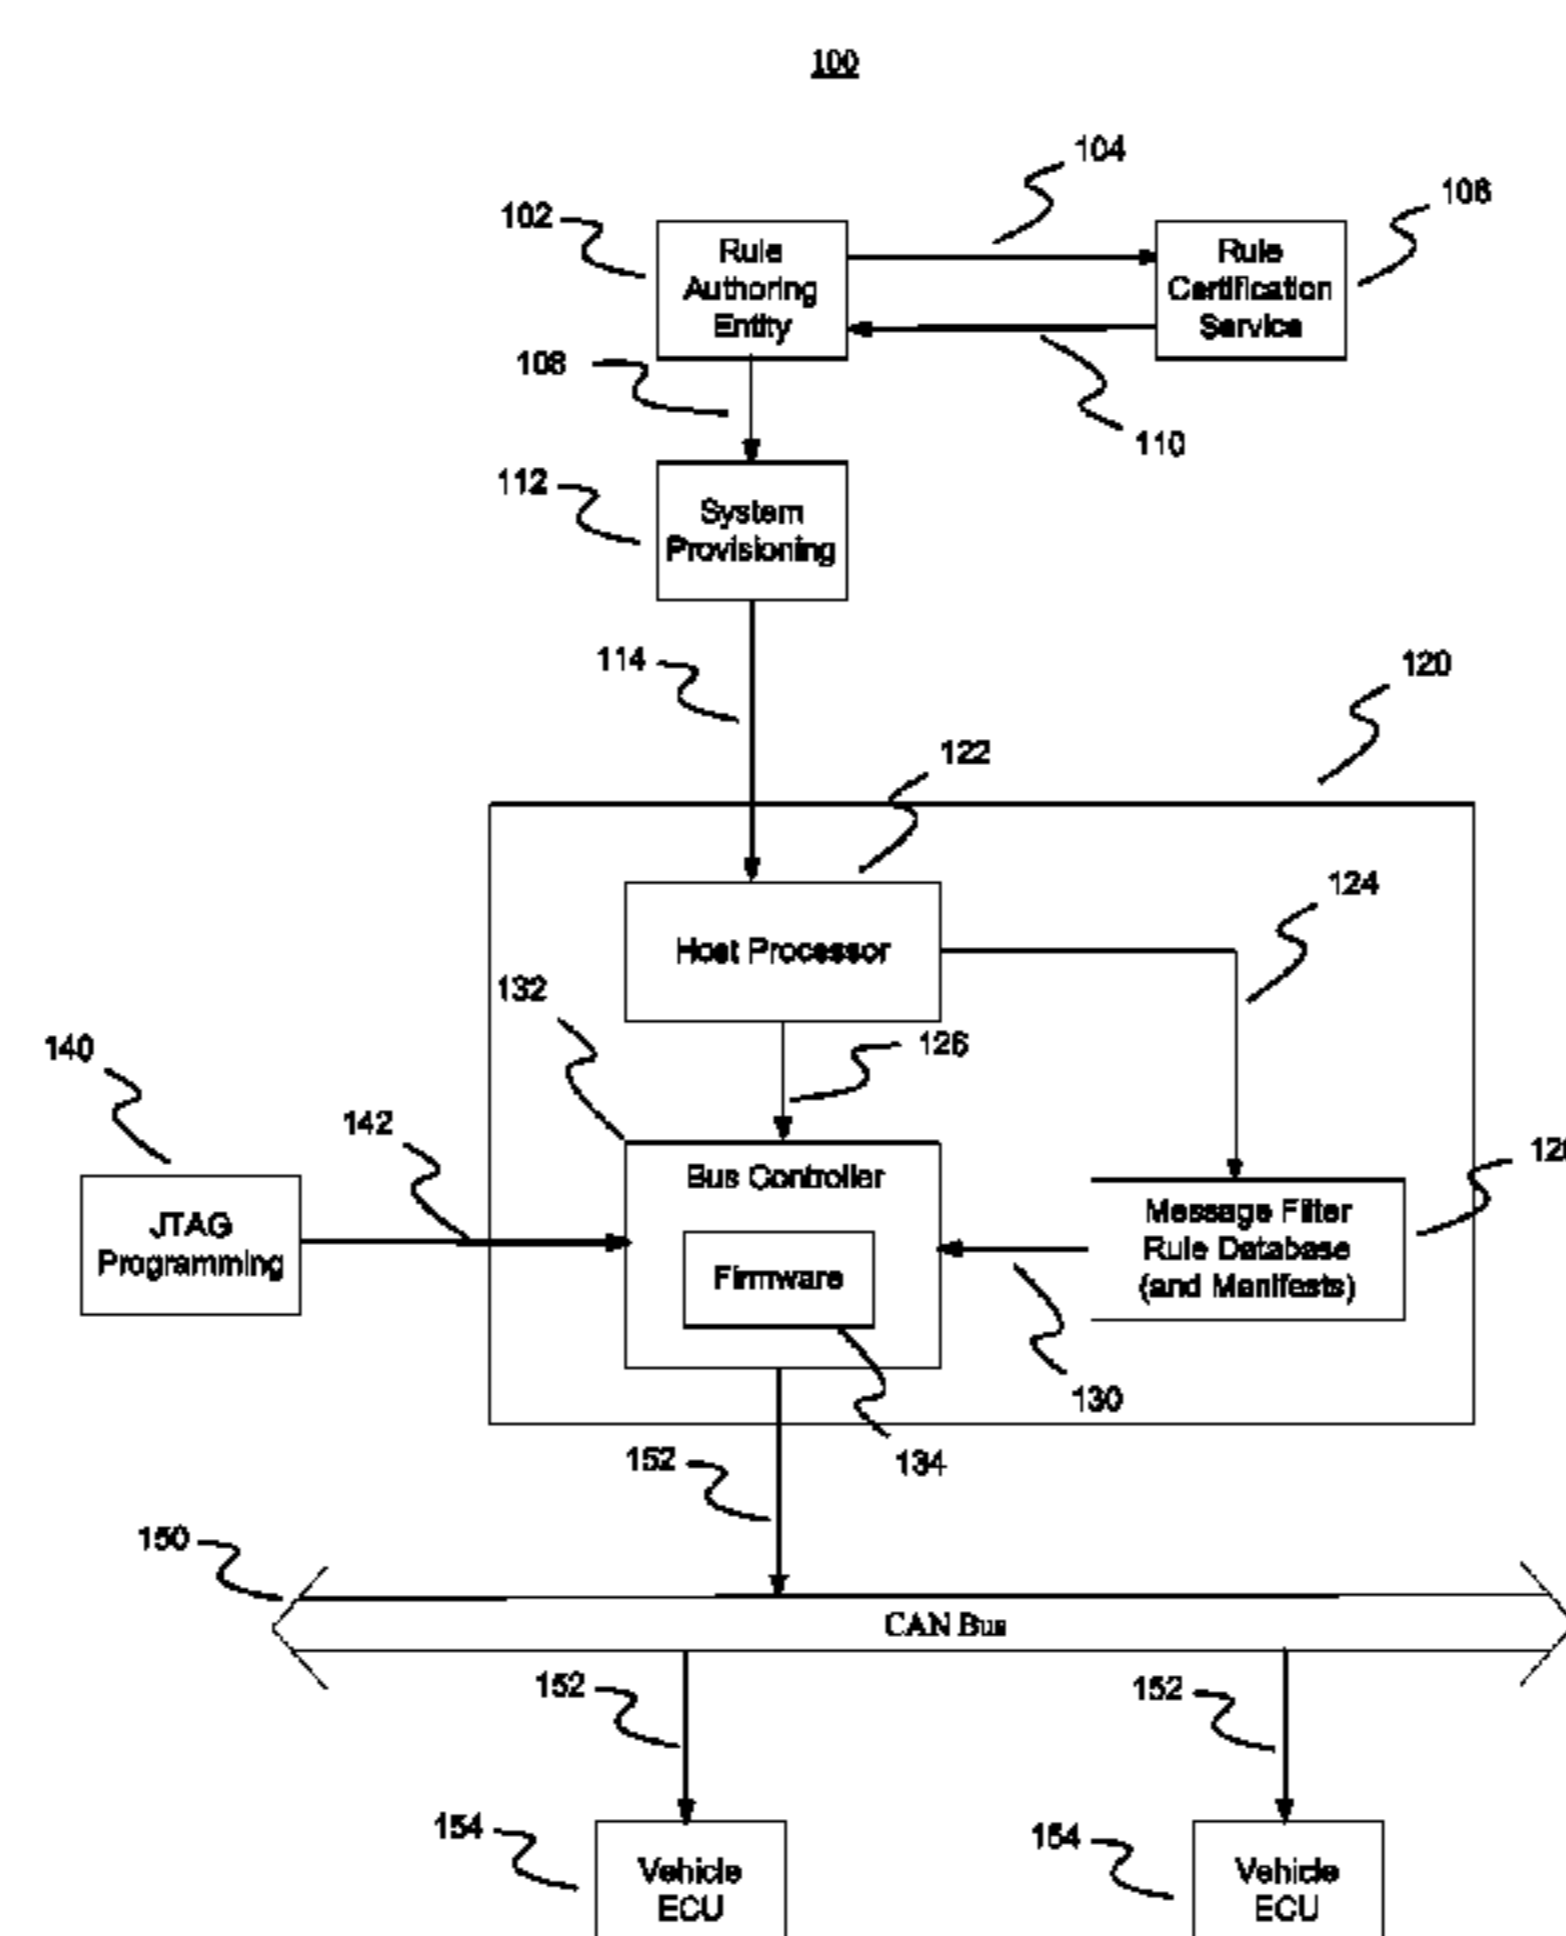 100
104
106
102
Rule
Authoring
Entity
Rule
Certification
Service
108
110
112
System
Provisioning
114
120
122
124
Host Processor
132
126
140
142
Bus Controller
JTAG
Programming
Firmware
Message Filter
Rule Database
(and Manifests)
130
134
152
150
CAN Bus
152
152
154
154
Vehicle
ECU
Vehicle
ECU